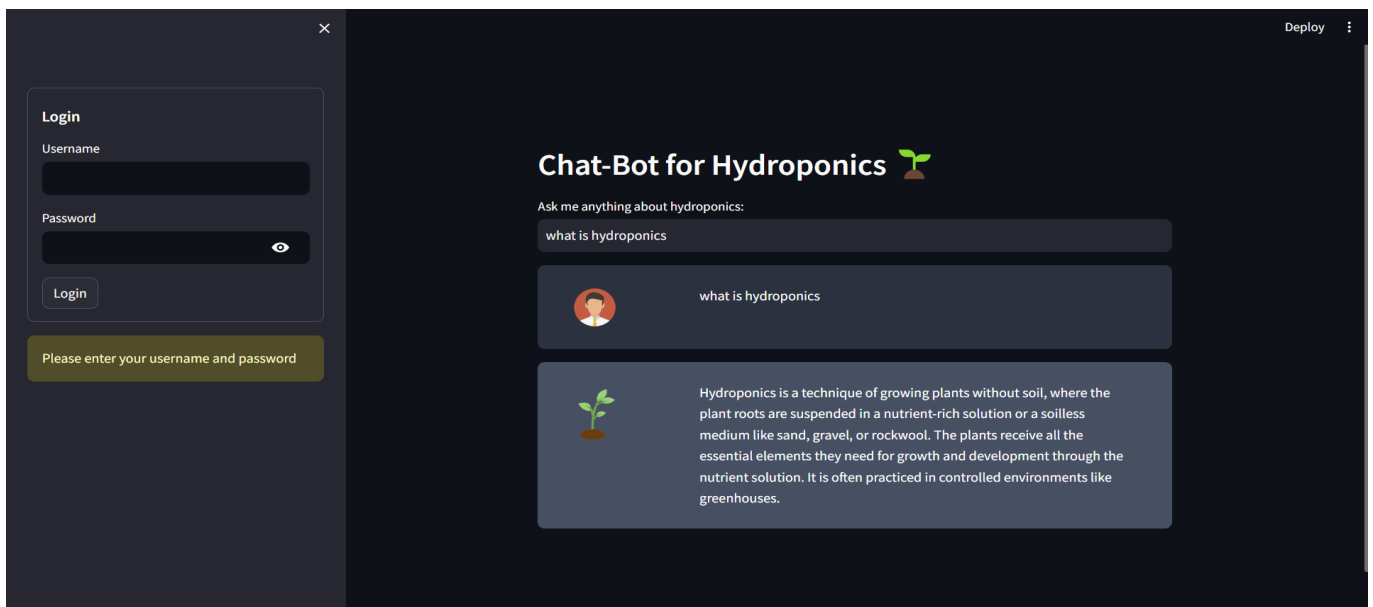 Deploy
Login
Username
Password
Login
Please enter your username and password
Chat-Bot for Hydroponics
Ask me anything about hydroponics:
what is hydroponics
what is hydroponics
Hydroponics is a technique of growing plants without soil, where the
plant roots are suspended in a nutrient-rich solution or a soilless
medium like sand, gravel, or rockwool. The plants receive all the
essential elements they need for growth and development through the
nutrient solution. It is often practiced in controlled environments like
greenhouses.